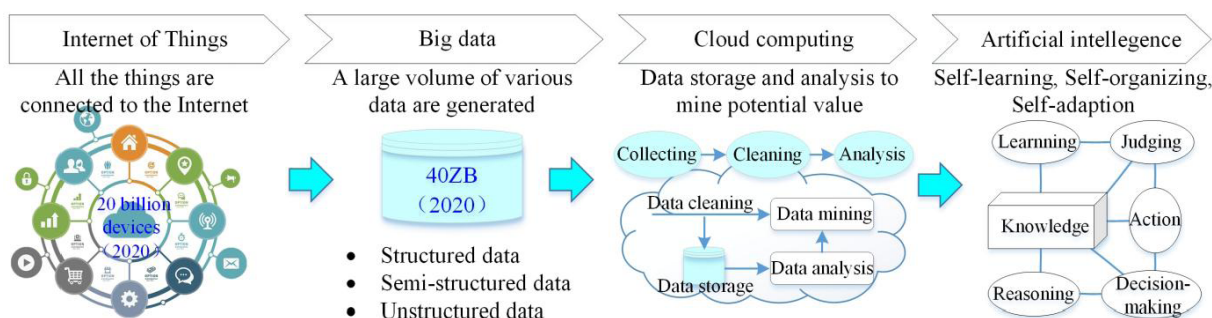 Internet of Things
Big data
Cloud computing
Artificial intellegence
All the things are
connected to the Internet
A large volume of various
data are generated
Data storage and analysis to
mine potential value
Self-learning, Self-organizing,
Self-adaption
20 billion
devices
（2020）
40ZB
（2020）
• Structured data
• Semi-structured data
• Unstructured data
Collecting
Cleaning
Analysis
Data cleaning
Data mining
Data analysis
Data storage
Learnning
Judging
Knowledge
Action
Reasoning
Decision-
making